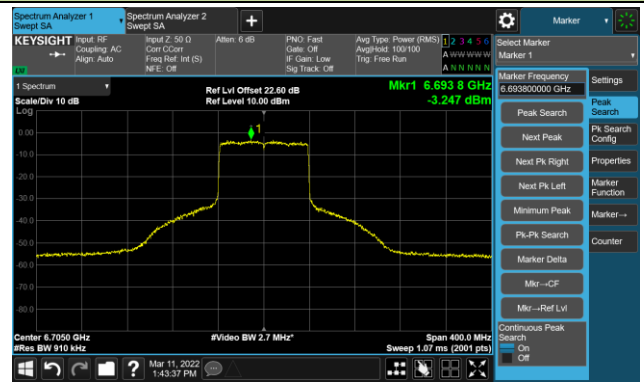 Spectrum Analyzer 1
Swept SA
Spectrum Analyzer 2
Swept SA
+
Marker
KEYSIGHT
Input: RF
Coupling: AC
Align: Auto
Input Z: 50 Ω
Corr CCorr
Freq Ref: Int (S)
NFE: Off
Atten: 6 dB
PNO: Fast
Gate: Off
IF Gain: Low
Sig Track: Off
Avg Type: Power (RMS)
Avg|Hold: 100/100
Trig: Free Run
1 2 3 4 5 6
A W W W W W
A N N N N N
LW
Select Marker
Marker 1
1 Spectrum
Scale/Div 10 dB
Log
Ref Lvl Offset 22.60 dB
Ref Level 10.00 dBm
Mkr1 6.693 8 GHz
-3.247 dBm
1
0.00
-10.0
-20.0
-30.0
-40.0
-50.0
-60.0
-70.0
-80.0
Center 6.7050 GHz
#Res BW 910 kHz
#Video BW 2.7 MHz*
Span 400.0 MHz
Sweep 1.07 ms (2001 pts)
Marker Frequency
6.693800000 GHz
Peak Search
Next Peak
Next Pk Right
Next Pk Left
Minimum Peak
Pk-Pk Search
Marker Delta
Mkr→CF
Mkr→Ref Lvl
Continuous Peak
Search
On
Off
Settings
Peak
Search
Pk Search
Config
Properties
Marker
Function
Marker→
Counter
?
Mar 11, 2022
1:43:37 PM